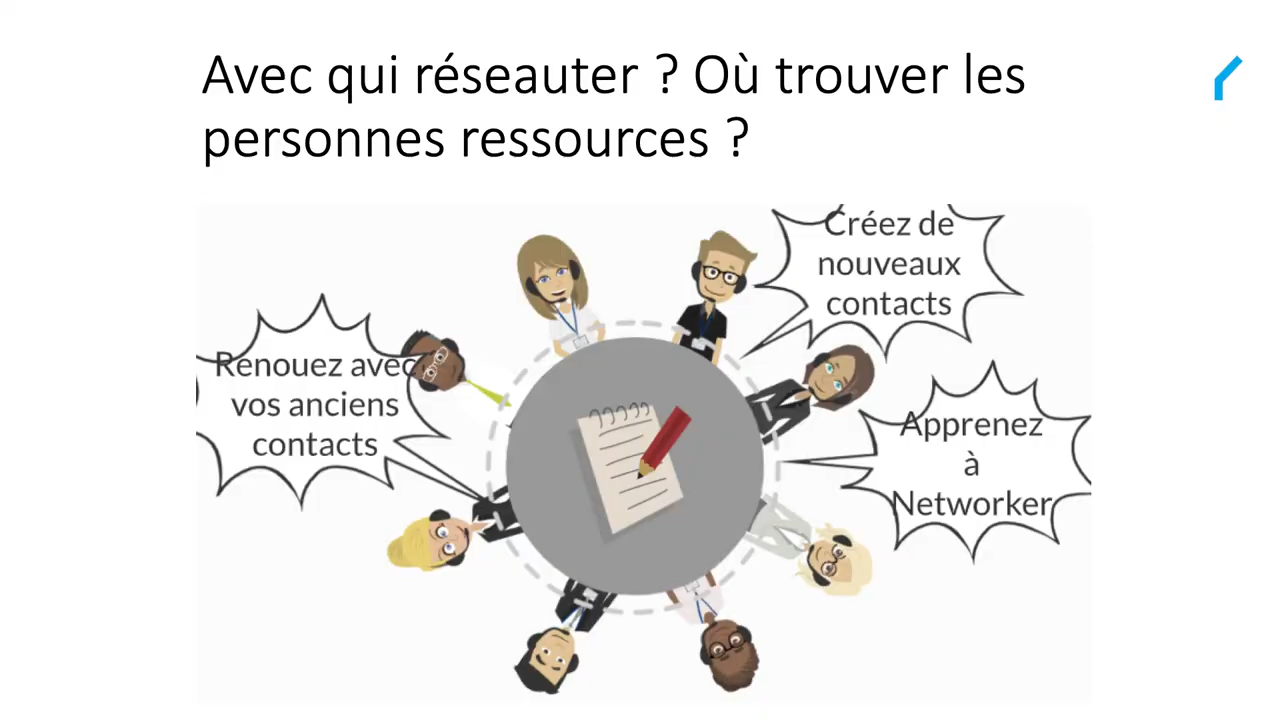 Avec qui réseauter ? Où trouver les
personnes ressources ?
Créez de
nouveaux
contacts
Renouez avec
vos anciens
contacts
Apprenez
à
Networker